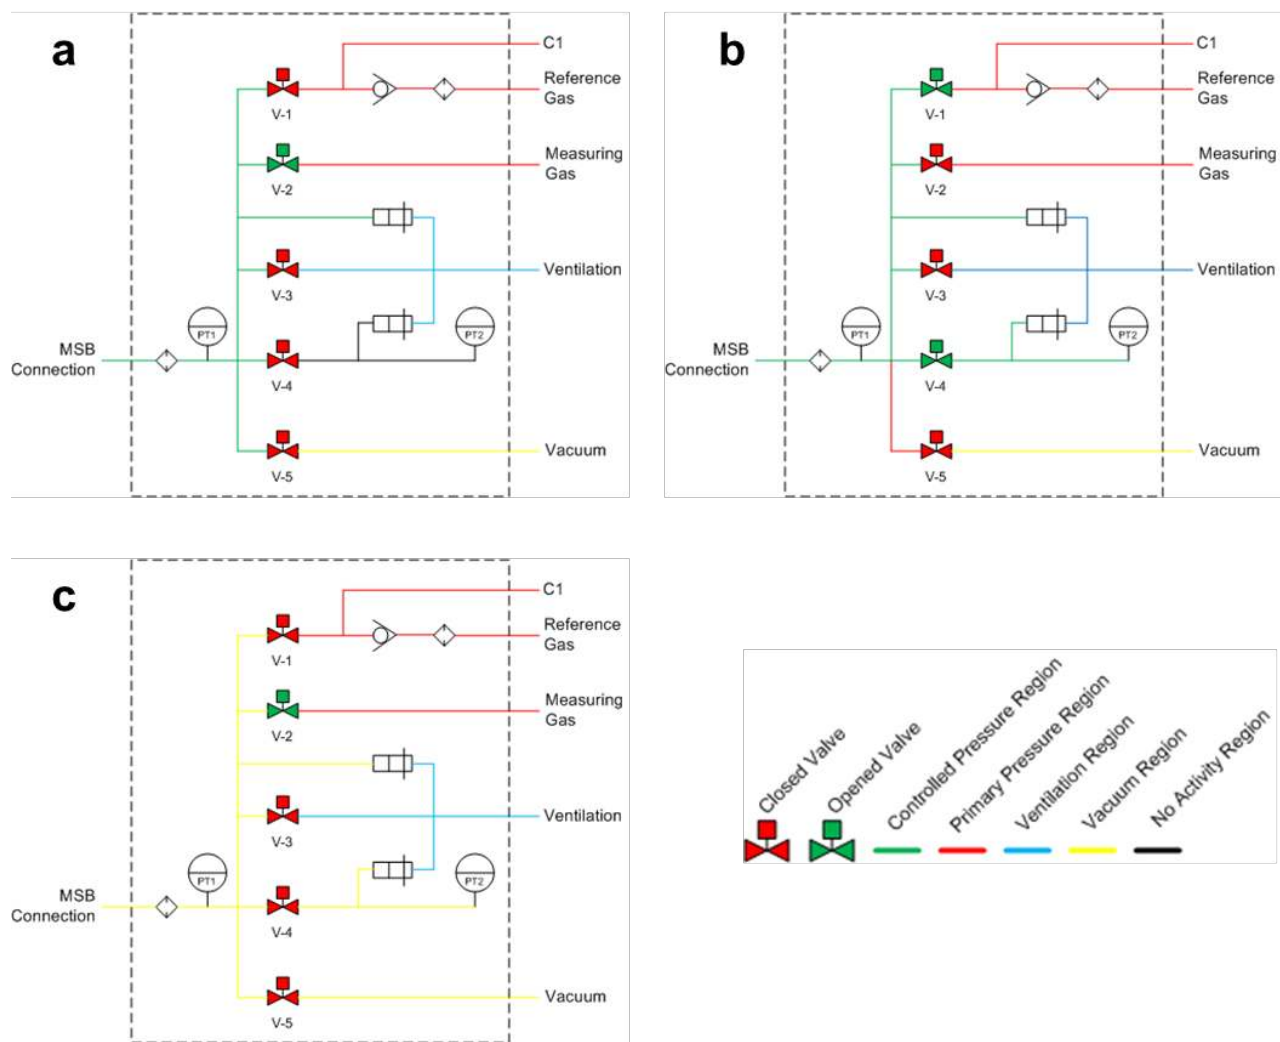 a
C1
Reference
Gas
V-1
Measuring
Gas
V-2
Ventilation
V-3
PT1
PT2
MSB
Connection
V-4
Vacuum
V-5
b
C1
Reference
Gas
V-1
Measuring
Gas
V-2
Ventilation
V-3
PT1
PT2
MSB
Connection
V-4
Vacuum
V-5
c
C1
Reference
Gas
V-1
Measuring
Gas
V-2
Ventilation
V-3
PT1
PT2
MSB
Connection
V-4
Vacuum
V-5
Closed Valve
Opened Valve
Controlled Pressure Region
Primary Pressure Region
Ventilation Region
Vacuum Region
No Activity Region